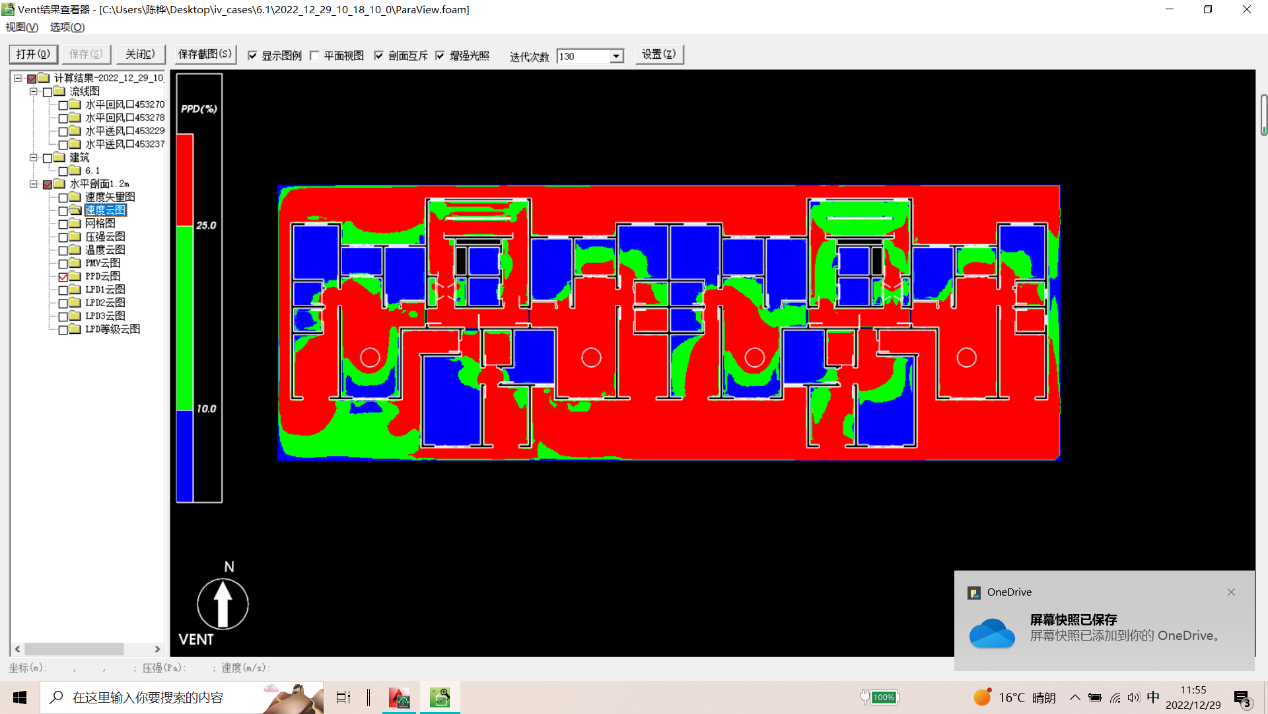 Vent结果查看器 - [C:\Users\陈桦\Desktop\iv_cases\6.1\2022_12_29_10_18_10_0\ParaView.foam]
视图(V) 选项(O)
打开(O) 保存(S) 关闭(C) 保存截图(S) 显示图例 平面视图 剖面互斥 增强光照 迭代次数 130 设置(Z)
计算结果-2022_12_29_10_
流线图
水平回风口453270
水平回风口453278
水平送风口453229
水平送风口453237
建筑
6.1
水平剖面1.2m
速度矢量图
速度云图
网格图
压强云图
温度云图
PMV云图
PPD云图
LPD1云图
LPD2云图
LPD3云图
LPD等级云图
PPD(%)
25.0
10.0
N
VENT
OneDrive
屏幕快照已保存
屏幕快照已添加到你的 OneDrive。
坐标(m): , , ; 压强(Pa): ; 速度(m/s):
在这里输入你要搜索的内容
100%
16°C 晴朗
中
11:55
2022/12/29
3